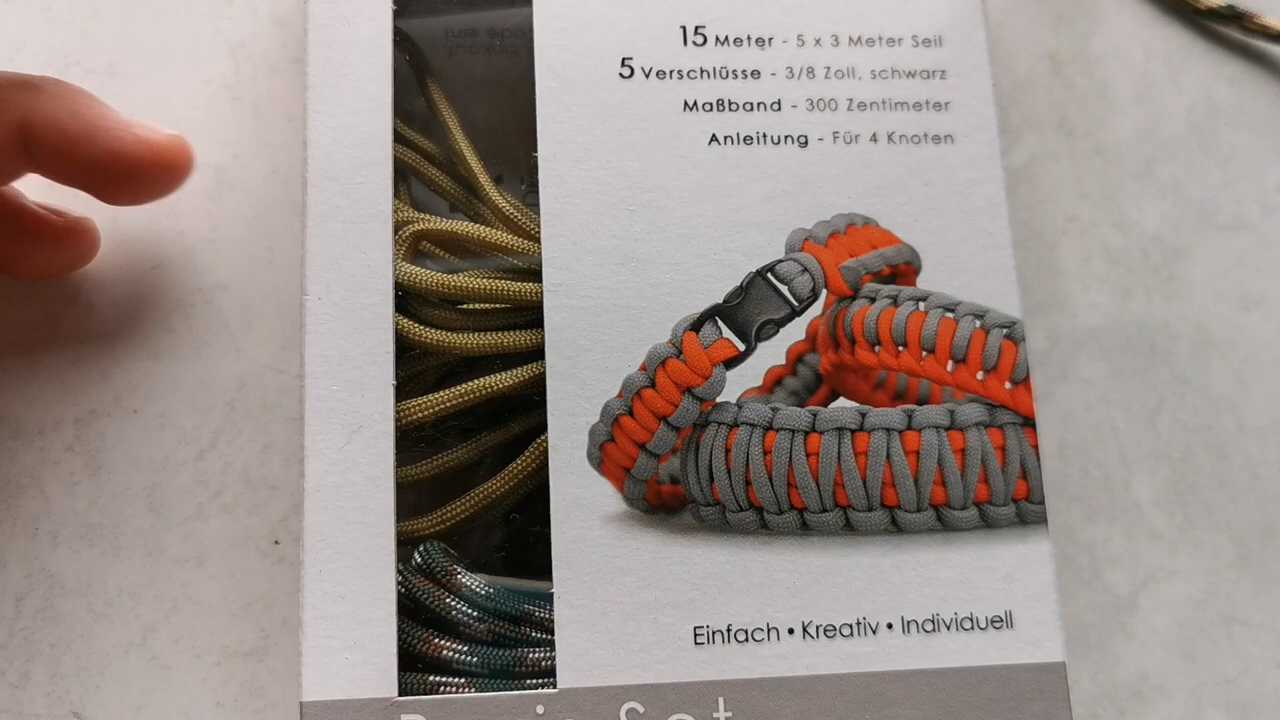 15 Meter - 5 x 3 Meter Seil
5 Verschlüsse - 3/8 Zoll, schwarz
Maßband - 300 Zentimeter
Anleitung - Für 4 Knoten
Einfach • Kreativ • Individuell
Set